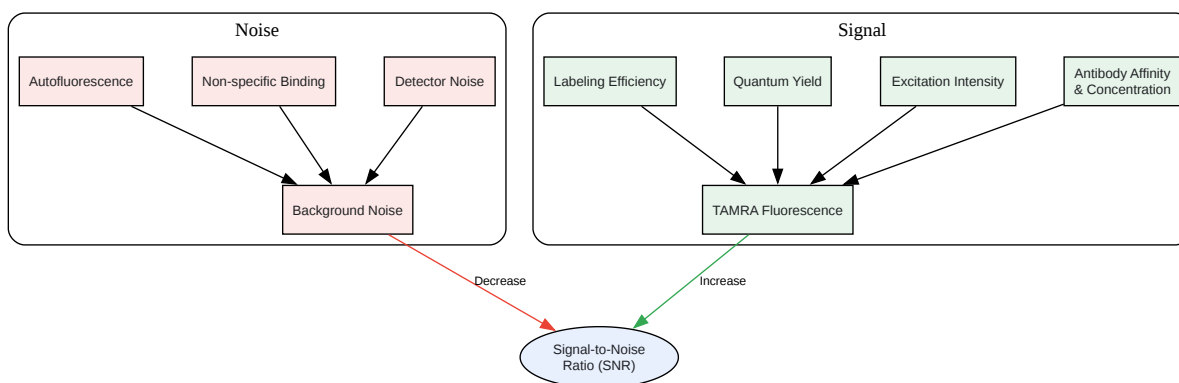 Noise
Signal
Autofluorescence
Non-specific Binding
Detector Noise
Labeling Efficiency
Quantum Yield
Excitation Intensity
Antibody Affinity
& Concentration
Background Noise
TAMRA Fluorescence
Decrease
Increase
Signal-to-Noise
Ratio (SNR)